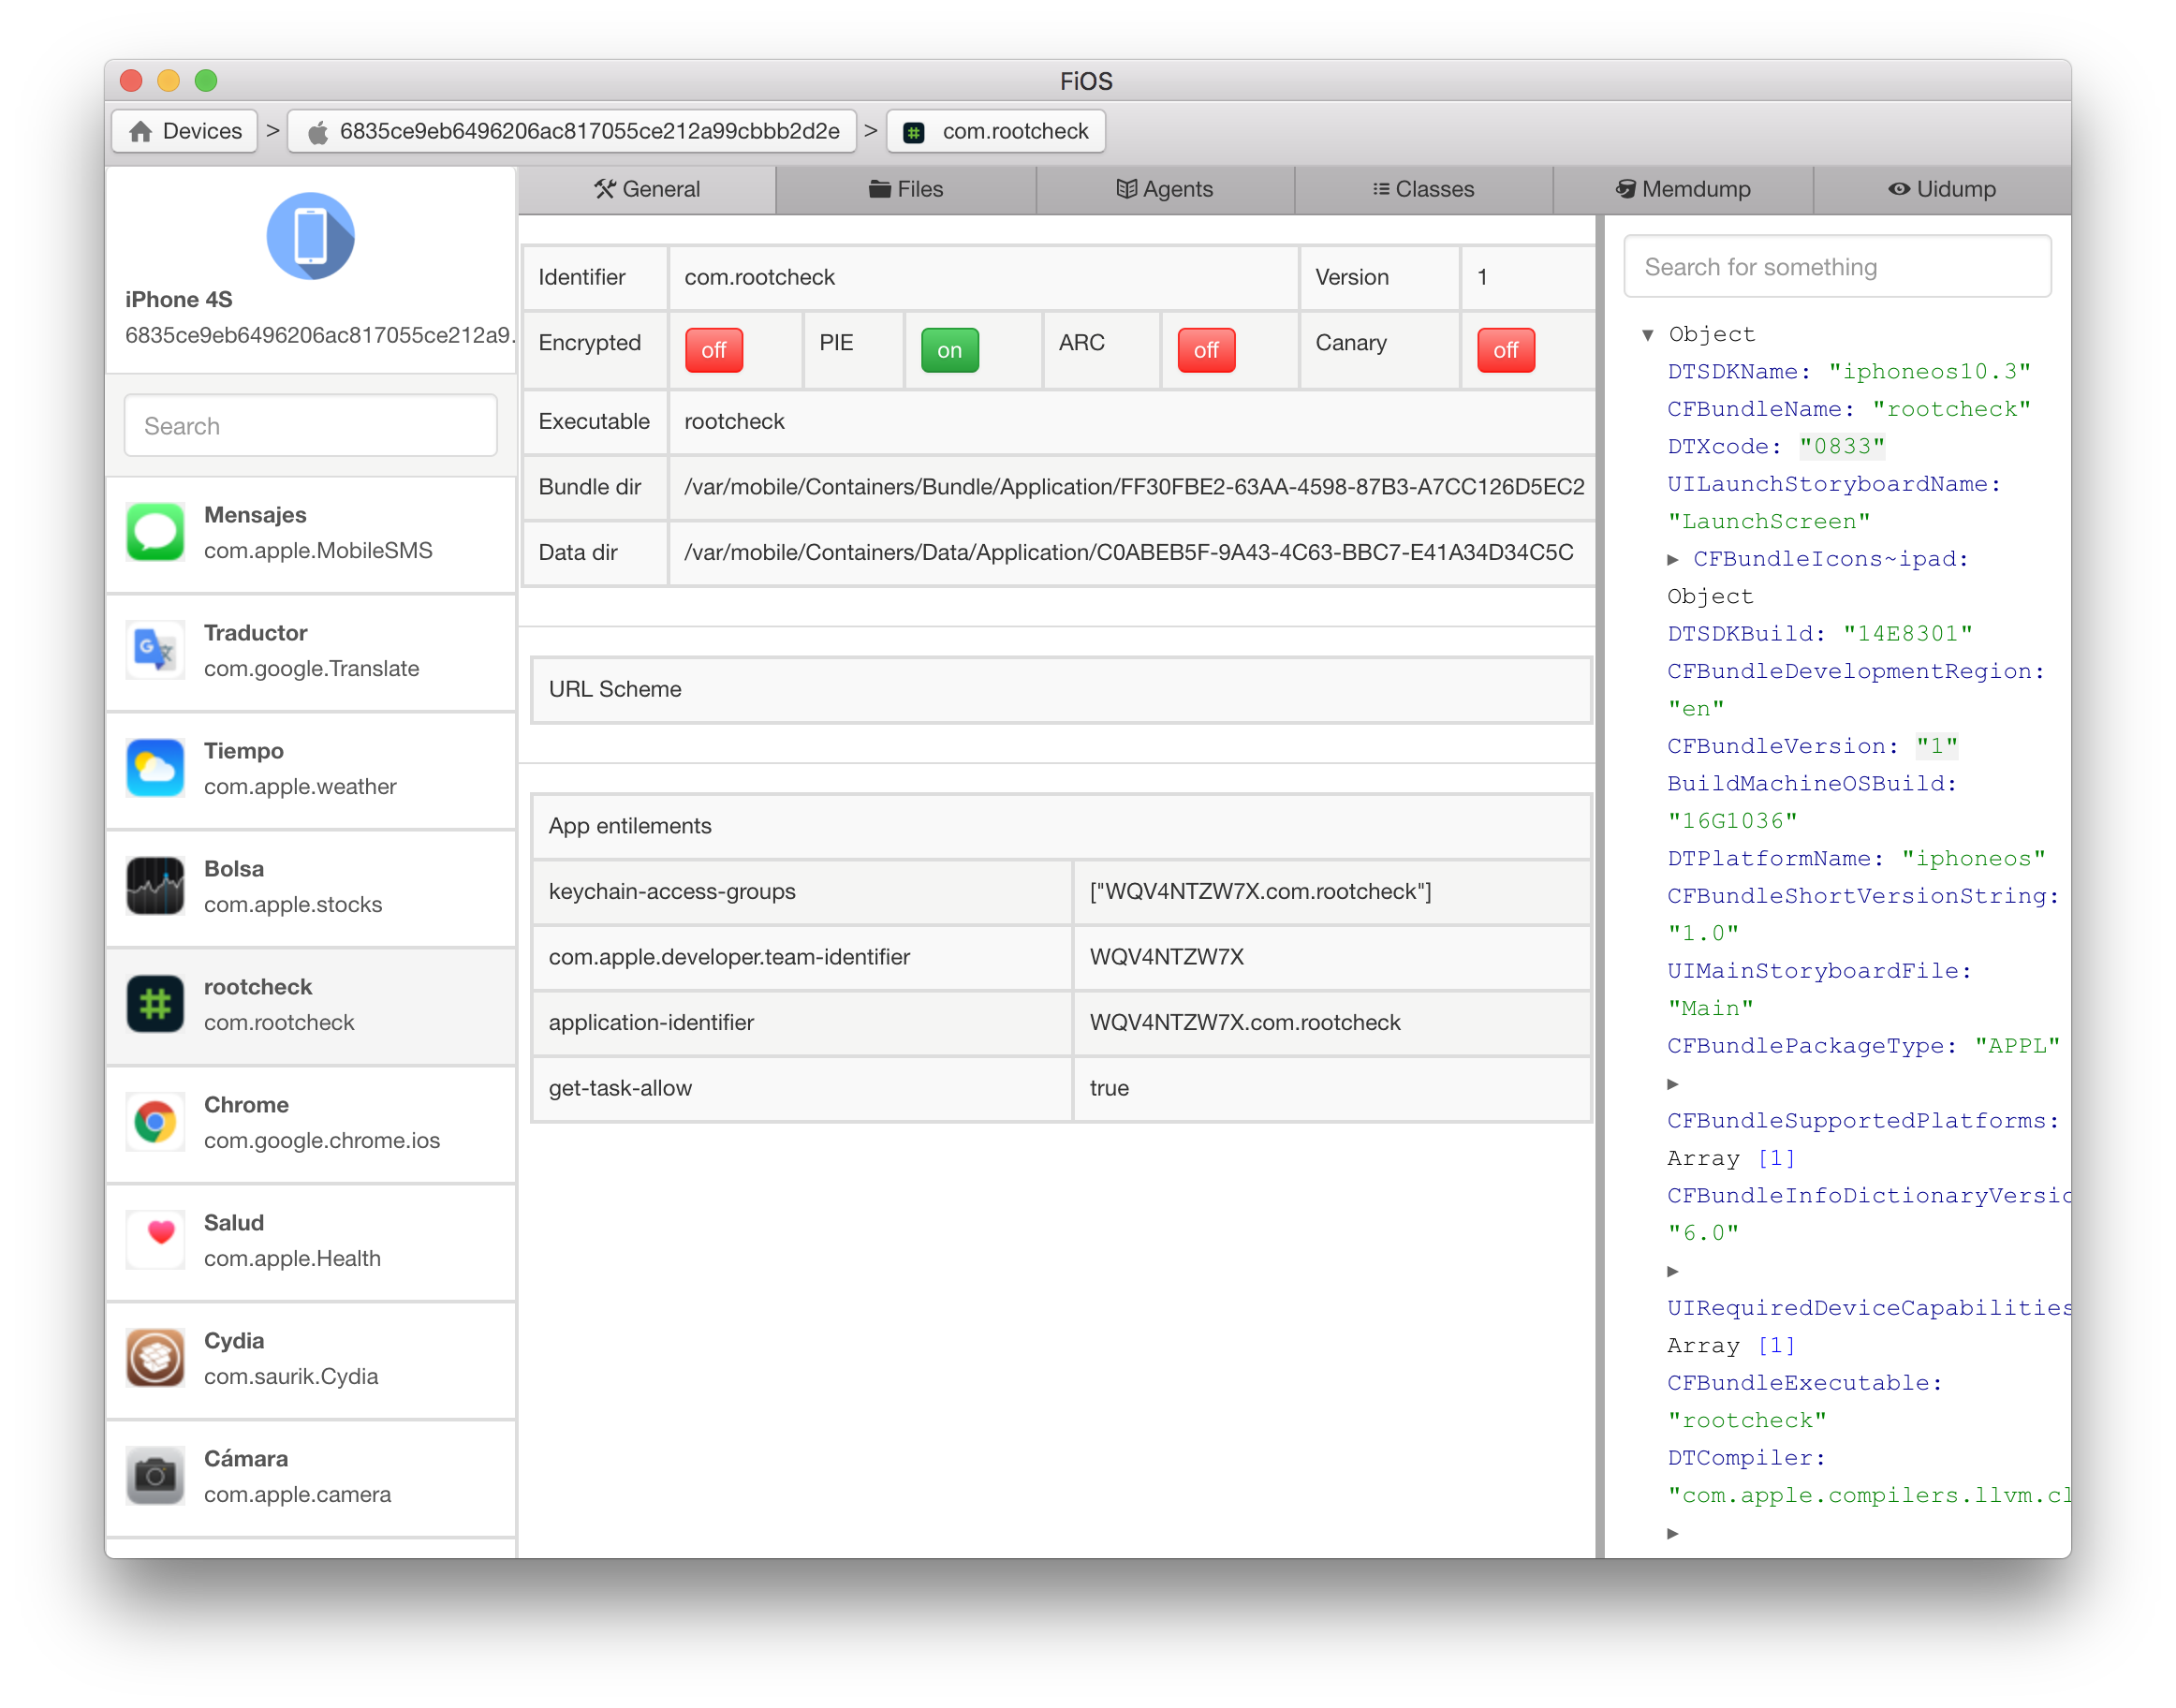 FiOS
Devices > 6835ce9eb6496206ac817055ce212a99cbbb2d2e > com.rootcheck
iPhone 4S
6835ce9eb6496206ac817055ce212a9.
Search
Mensajes
com.apple.MobileSMS
Traductor
com.google.Translate
Tiempo
com.apple.weather
Bolsa
com.apple.stocks
rootcheck
com.rootcheck
Chrome
com.google.chrome.ios
Salud
com.apple.Health
Cydia
com.saurik.Cydia
Cámara
com.apple.camera
General Files Agents Classes Memdump Uidump
Identifier com.rootcheck Version 1
Encrypted off PIE on ARC off Canary off
Executable rootcheck
Bundle dir /var/mobile/Containers/Bundle/Application/FF30FBE2-63AA-4598-87B3-A7CC126D5EC2
Data dir /var/mobile/Containers/Data/Application/C0ABEB5F-9A43-4C63-BBC7-E41A34D34C5C
URL Scheme
App entilements
keychain-access-groups ["WQV4NTZW7X.com.rootcheck"]
com.apple.developer.team-identifier WQV4NTZW7X
application-identifier WQV4NTZW7X.com.rootcheck
get-task-allow true
Search for something
▼ Object
DTSDKName: "iphoneos10.3"
CFBundleName: "rootcheck"
DTXcode: "0833"
UILaunchStoryboardName:
"LaunchScreen"
▶ CFBundleIcons~ipad:
Object
DTSDKBuild: "14E8301"
CFBundleDevelopmentRegion:
"en"
CFBundleVersion: "1"
BuildMachineOSBuild:
"16G1036"
DTPlatformName: "iphoneos"
CFBundleShortVersionString:
"1.0"
UIMainStoryboardFile:
"Main"
CFBundlePackageType: "APPL"
▶
CFBundleSupportedPlatforms:
Array [1]
CFBundleInfoDictionaryVersio
"6.0"
▶
UIRequiredDeviceCapabilities
Array [1]
CFBundleExecutable:
"rootcheck"
DTCompiler:
"com.apple.compilers.llvm.cl
▶